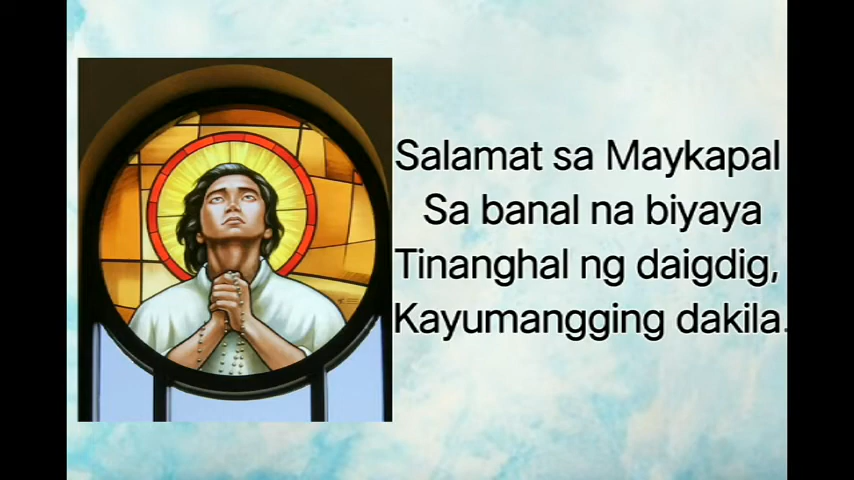 Salamat sa Maykapal
Sa banal na biyaya
Tinanghal ng daigdig,
Kayumangging dakila.